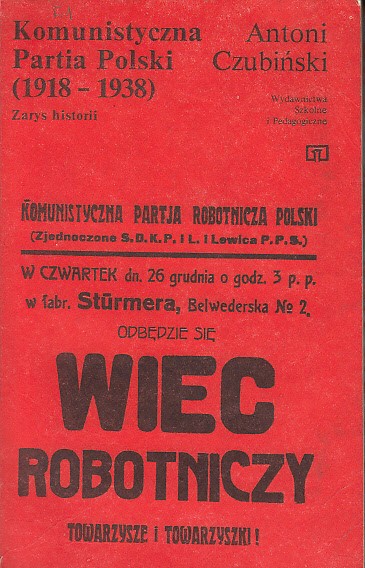 Komunistyczna
Partia Polski
(1918 – 1938)
Zarys historii
Antoni
Czubiński
Wydawnictwa
Szkolne
i Pedagogiczne
KOMUNISTYCZNA PARTJA ROBOTNICZA POLSKI
(Zjednoczone S.D.K.P. i L. i Lewica P.P.S.)
W CZWARTEK dn. 26 grudnia o godz. 3 p. p.
w fabr. Stürmera, Belwederska № 2.
ODBĘDZIE SIĘ
WIEC
ROBOTNICZY
TOWARZYSZE i TOWARZYSZKI!